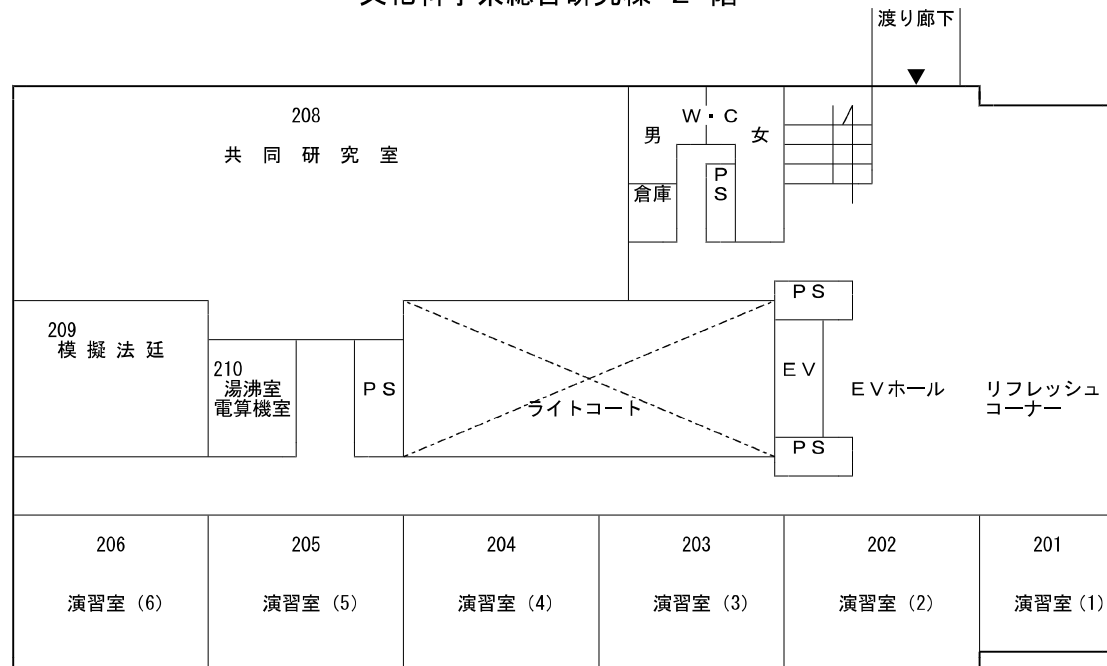 渡り廊下
▼
208
共同研究室
W・C
男
女
倉庫
PS
PS
209
模擬法廷
210
湯沸室
電算機室
PS
ライトコート
EV
EVホール
リフレッシュ
コーナー
PS
206
演習室(6)
205
演習室(5)
204
演習室(4)
203
演習室(3)
202
演習室(2)
201
演習室(1)